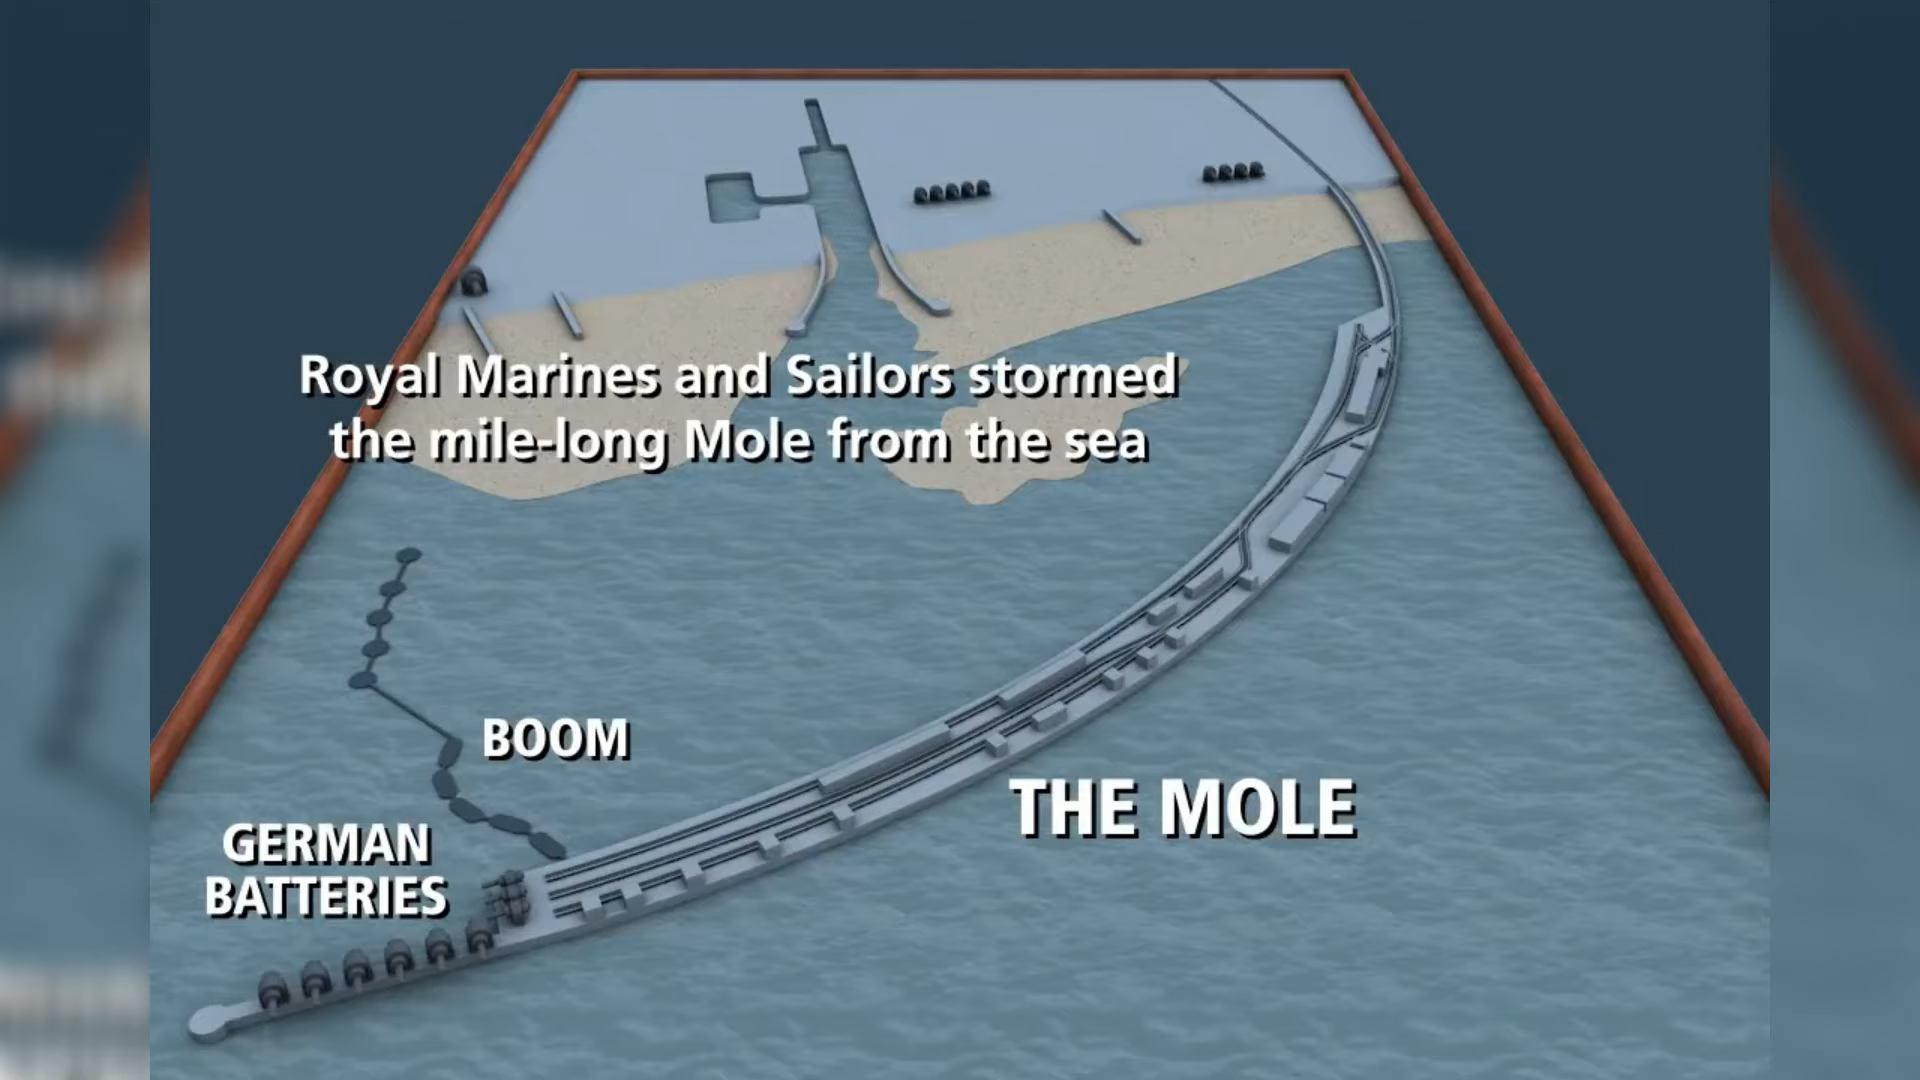 Royal Marines and Sailors stormed
the mile-long Mole from the sea
BOOM
THE MOLE
GERMAN
BATTERIES